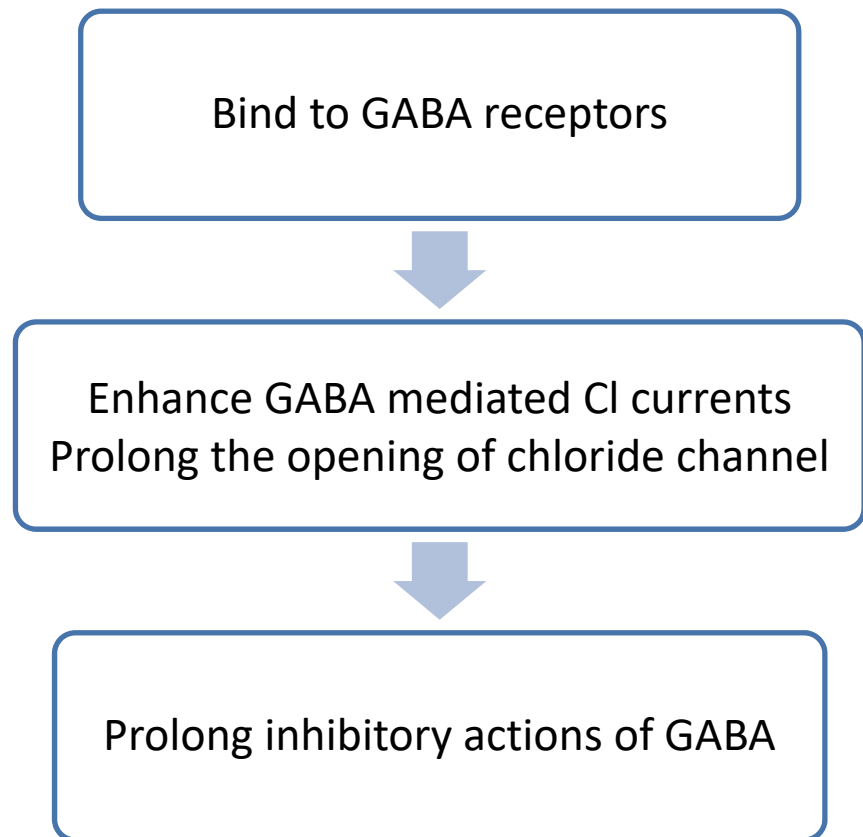 Bind to GABA receptors
Enhance GABA mediated Cl currents
Prolong the opening of chloride channel
Prolong inhibitory actions of GABA